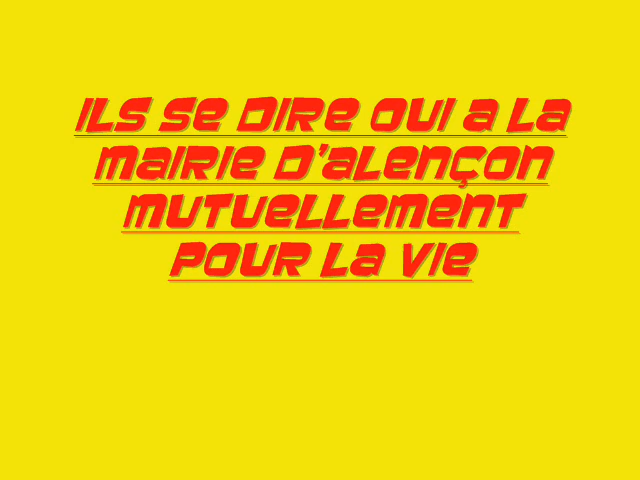 ILS SE DIRE OUI A LA
MAIRIE D'ALENÇON
MUTUELLEMENT
POUR LA VIE